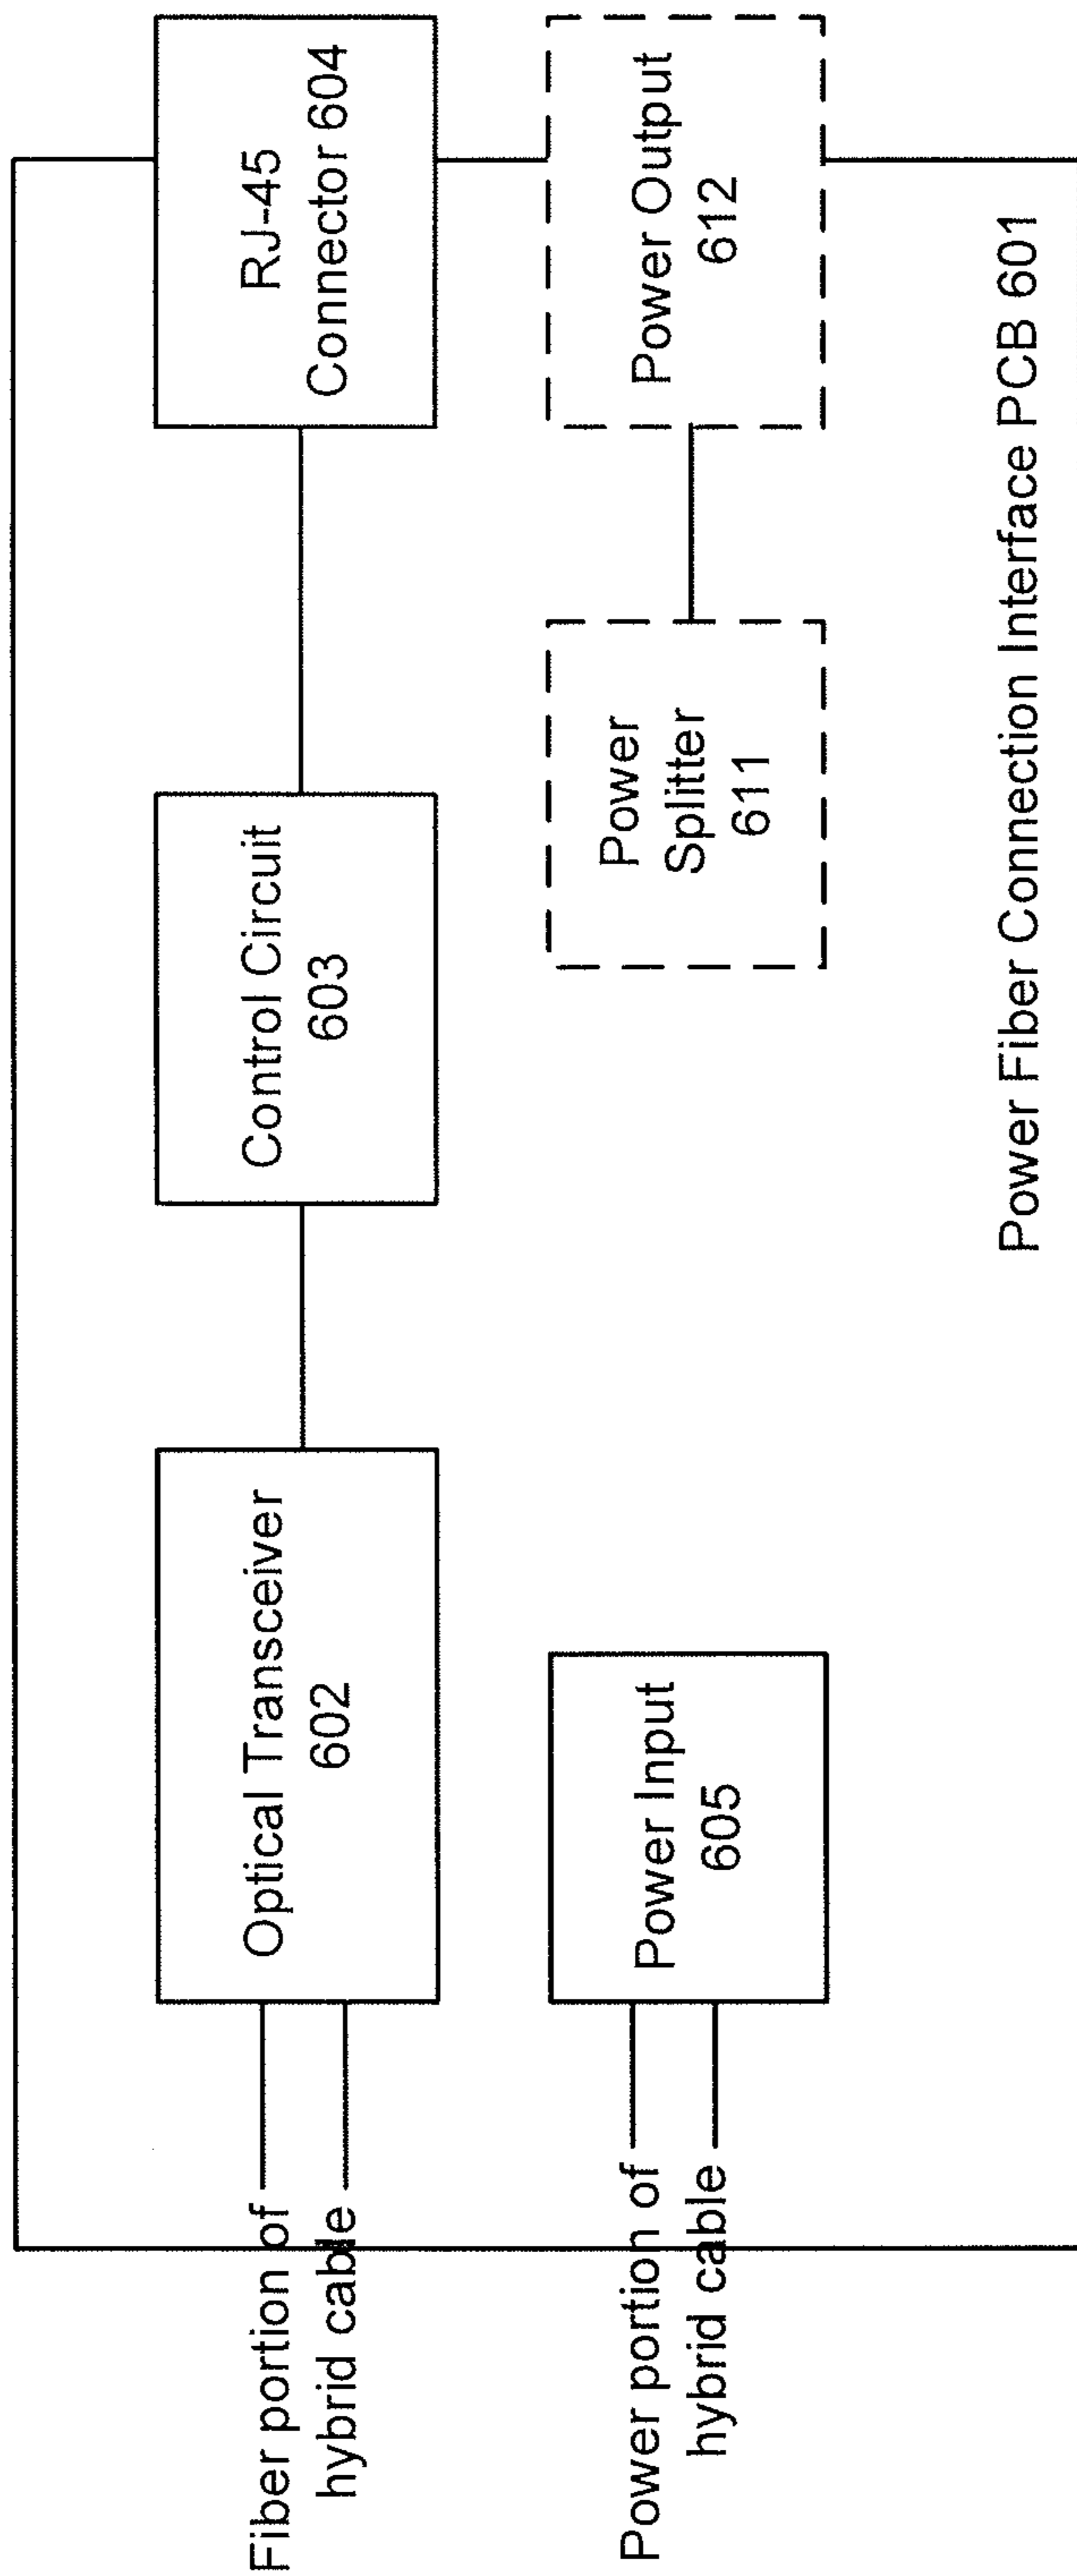 Fiber portion of
hybrid cable
Optical Transceiver
602
Control Circuit
603
RJ-45
Connector 604
Power portion of
hybrid cable
Power Input
605
Power
Splitter
611
Power Output
612
Power Fiber Connection Interface PCB 601